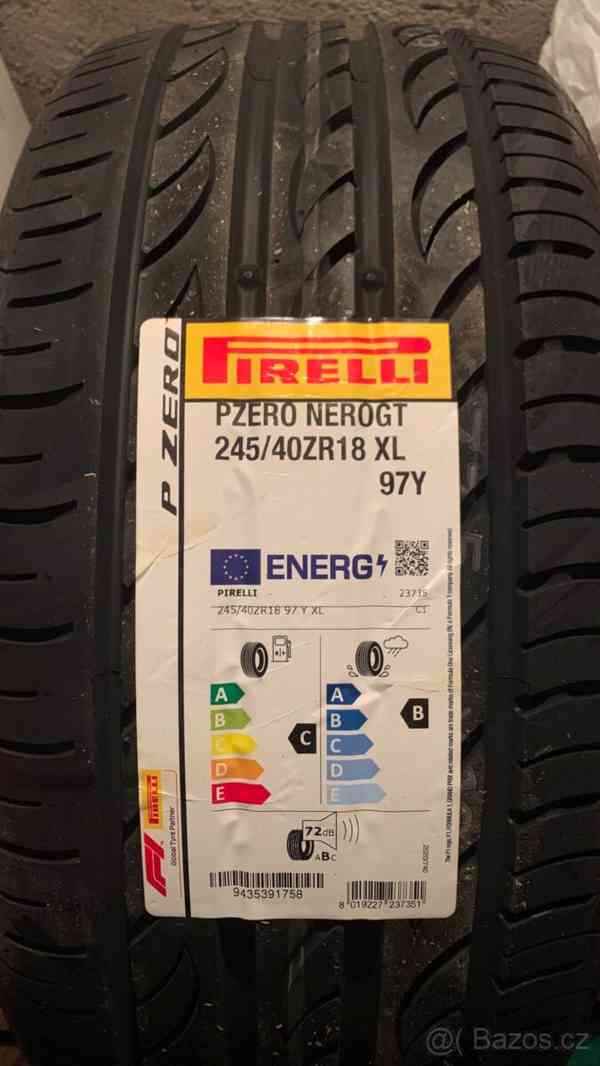 P ZERO
PIRELLI
PZERO NEROGT
245/40ZR18 XL
97Y
ENERG
PIRELLI
245/40ZR18 97 Y XL
C1
A
B
C
D
E
C
A
B
C
D
E
B
72dB
ABC
F1
PIRELLI
Global Tyre Partner
9435391758
8 019227 237351
@( Bazos.cz